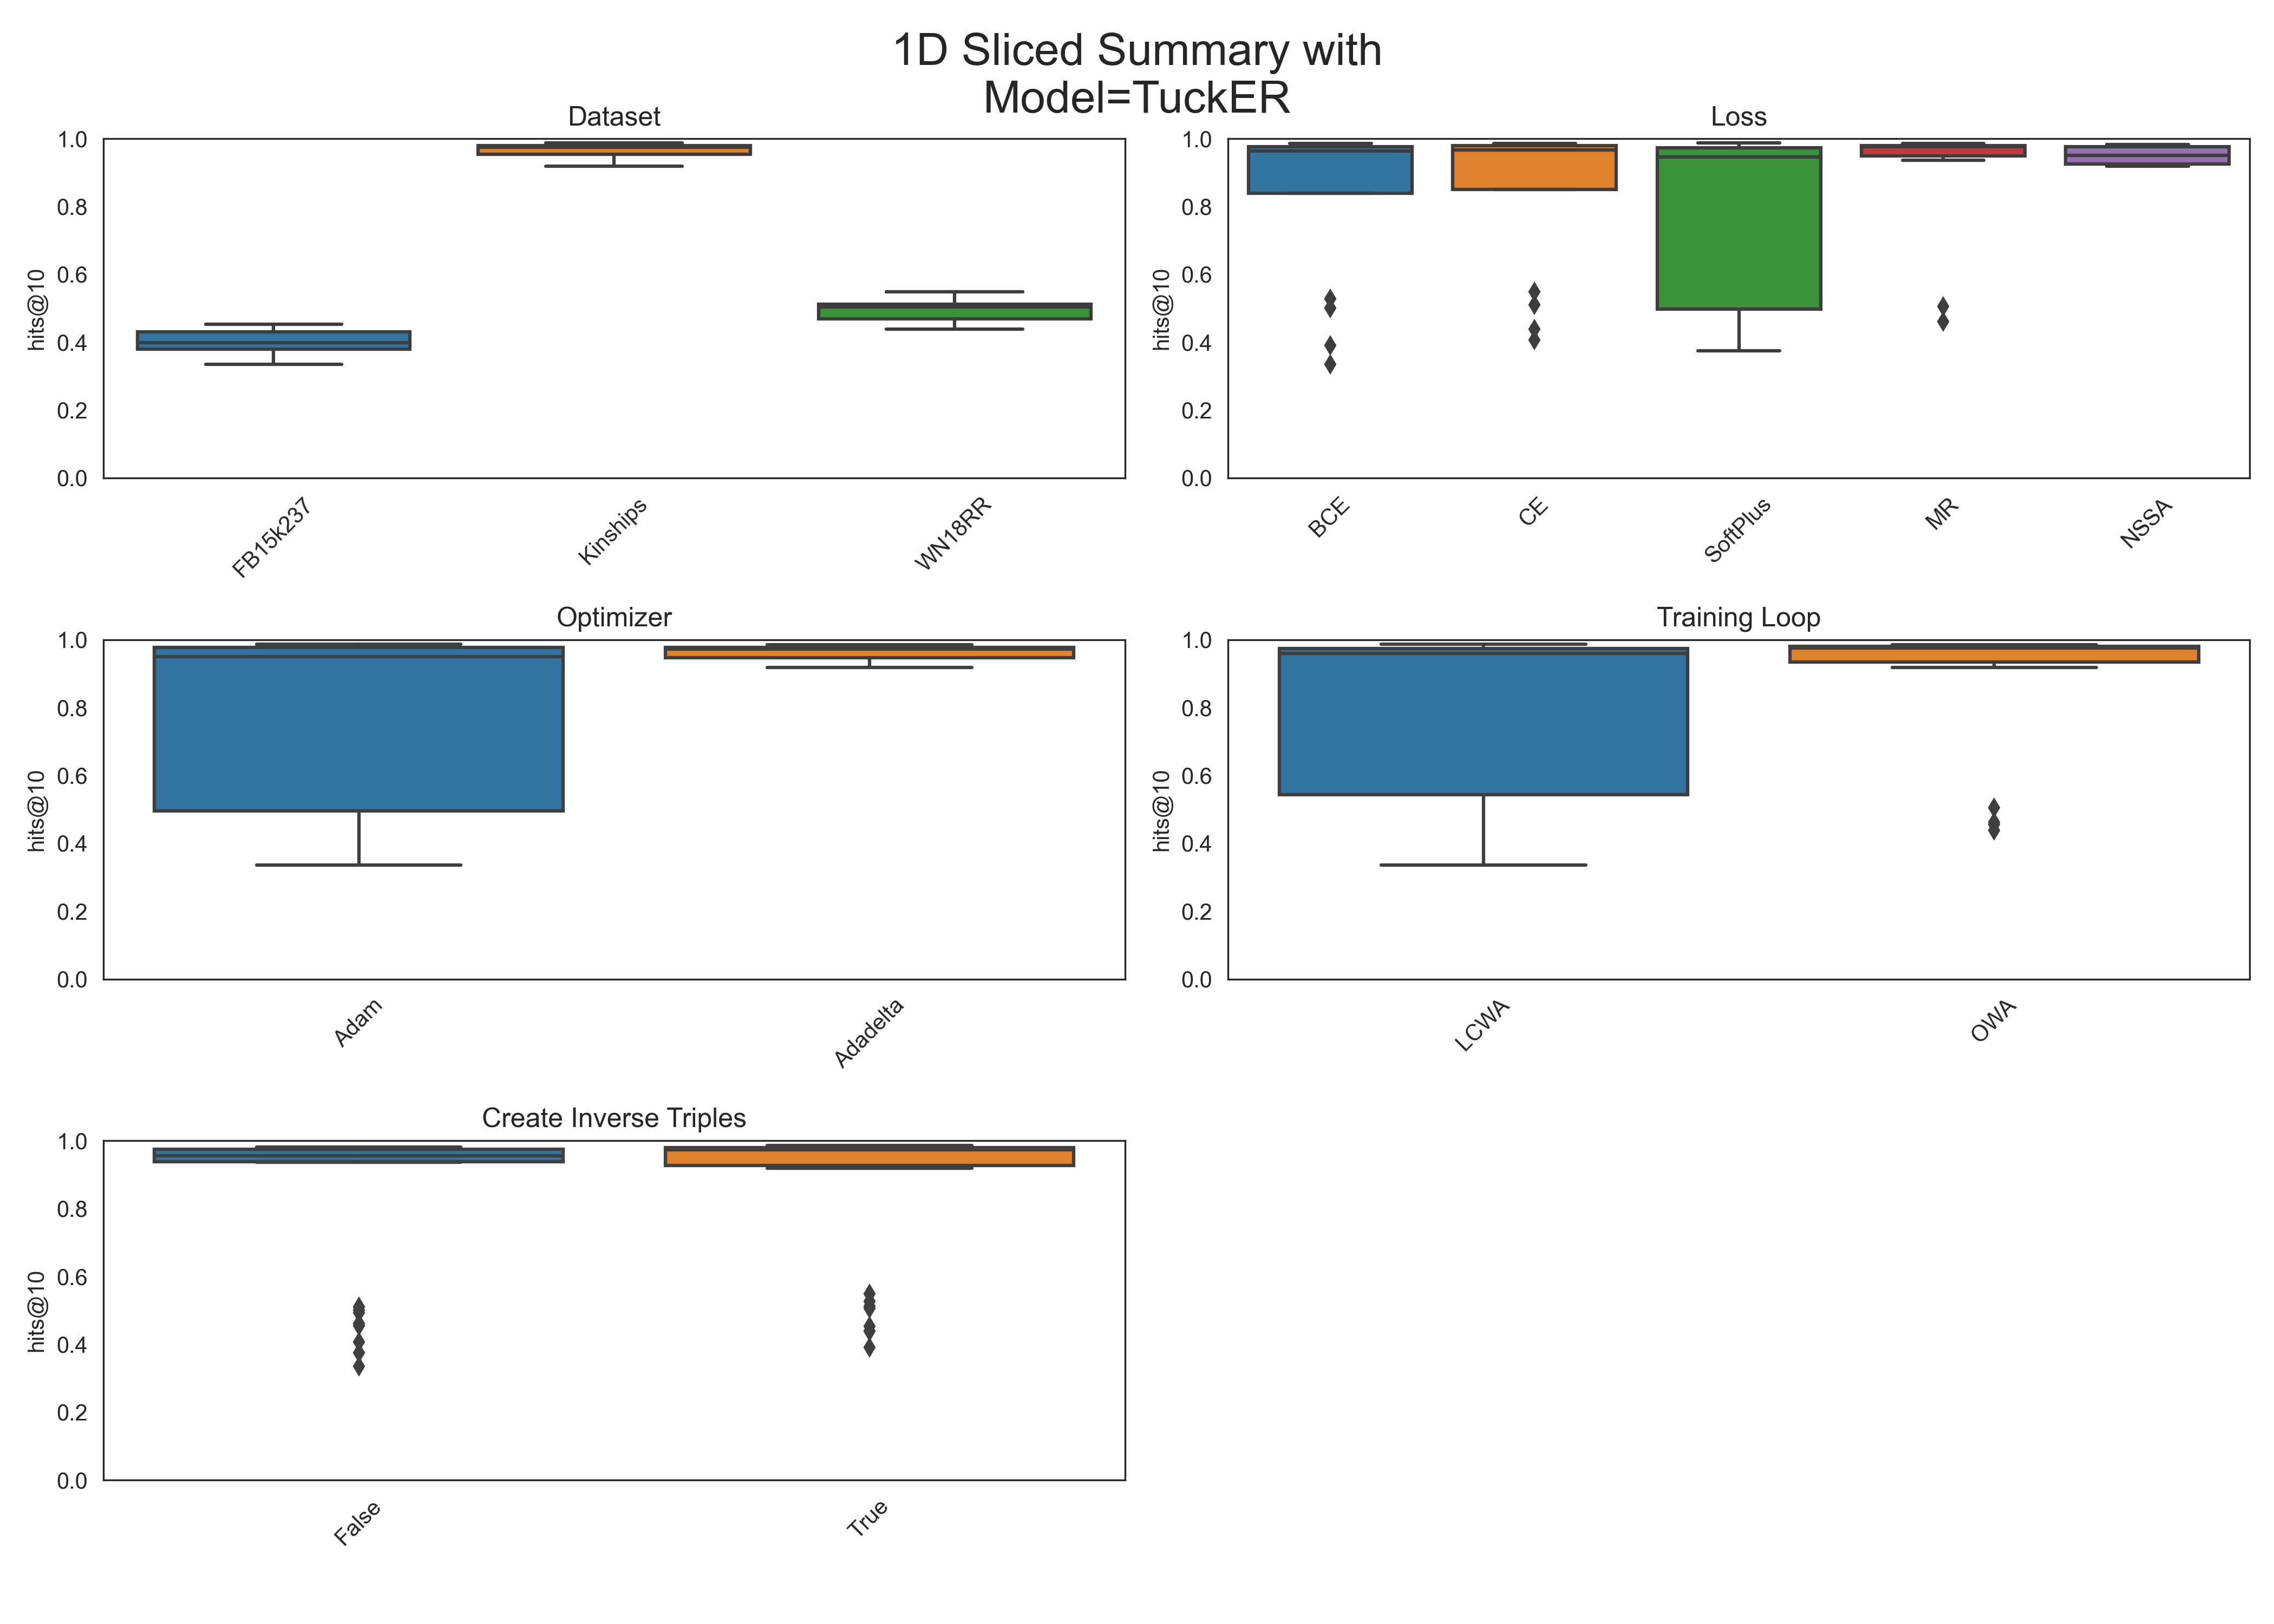 1D Sliced Summary with
Model=TuckER
Dataset
1.0
0.8
0.6
0.4
0.2
0.0
hits@10
FB15k237
Kinships
WN18RR
Loss
1.0
0.8
0.6
0.4
0.2
0.0
hits@10
BCE
CE
SoftPlus
MR
NSSA
Optimizer
1.0
0.8
0.6
0.4
0.2
0.0
hits@10
Adam
Adadelta
Training Loop
1.0
0.8
0.6
0.4
0.2
0.0
hits@10
LCWA
OWA
Create Inverse Triples
1.0
0.8
0.6
0.4
0.2
0.0
hits@10
False
True